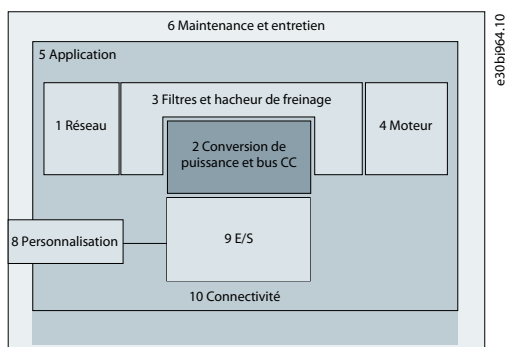 6 Maintenance et entretien
5 Application
3 Filtres et hacheur de freinage
1 Réseau
4 Moteur
2 Conversion de
puissance et bus CC
8 Personnalisation
9 E/S
10 Connectivité
e30bi964.10